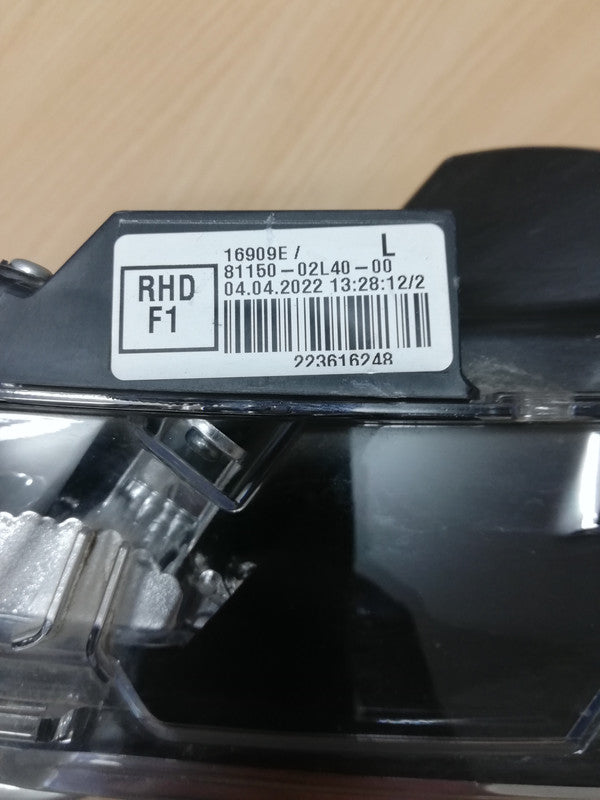 16909E / L
81150-02L40-00
RHD
F1
04.04.2022 13:28:12/2
223616248